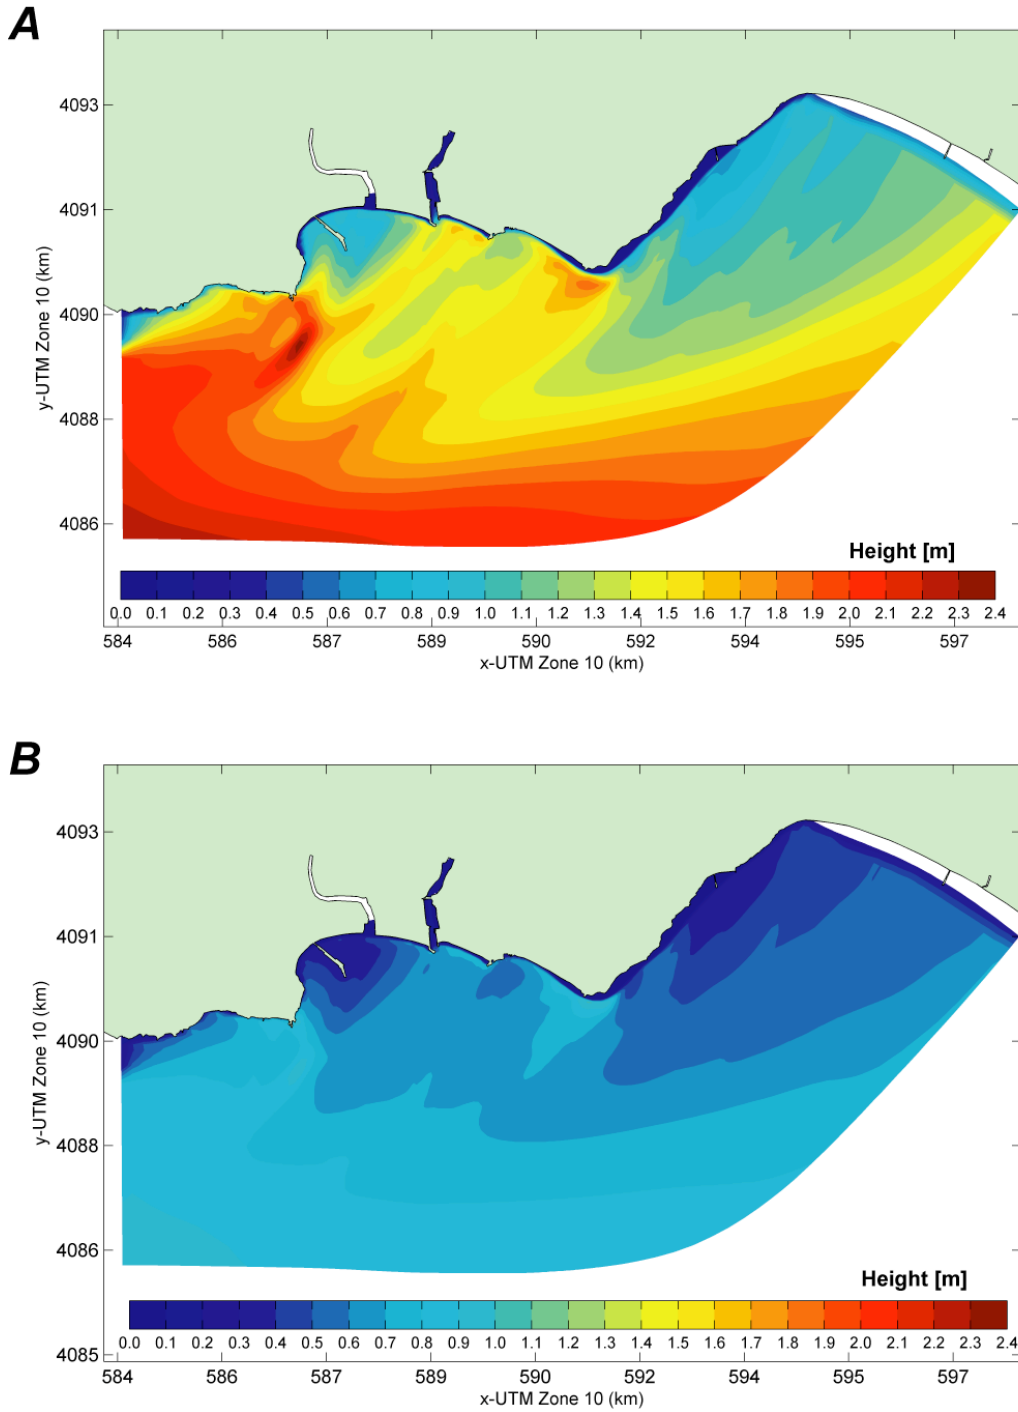 A
4093
4091
4090
4088
4086
y-UTM Zone 10 (km)
Height [m]
0.0 0.1 0.2 0.3 0.4 0.5 0.6 0.7 0.8 0.9 1.0 1.1 1.2 1.3 1.4 1.5 1.6 1.7 1.8 1.9 2.0 2.1 2.2 2.3 2.4
584 586 587 589 590 592 594 595 597
x-UTM Zone 10 (km)
B
4093
4091
4090
4088
4086
4085
y-UTM Zone 10 (km)
Height [m]
0.0 0.1 0.2 0.3 0.4 0.5 0.6 0.7 0.8 0.9 1.0 1.1 1.2 1.3 1.4 1.5 1.6 1.7 1.8 1.9 2.0 2.1 2.2 2.3 2.4
584 586 587 589 590 592 594 595 597
x-UTM Zone 10 (km)